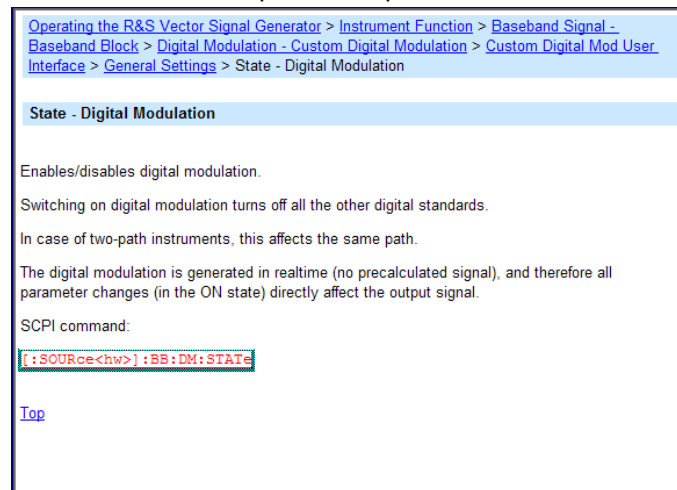 Operating the R&S Vector Signal Generator > Instrument Function > Baseband Signal -
Baseband Block > Digital Modulation - Custom Digital Modulation > Custom Digital Mod User
Interface > General Settings > State - Digital Modulation
State - Digital Modulation
Enables/disables digital modulation.
Switching on digital modulation turns off all the other digital standards.
In case of two-path instruments, this affects the same path.
The digital modulation is generated in realtime (no precalculated signal), and therefore all
parameter changes (in the ON state) directly affect the output signal.
SCPI command:
[:SOURce<hw>]:BB:DM:STATe
Top